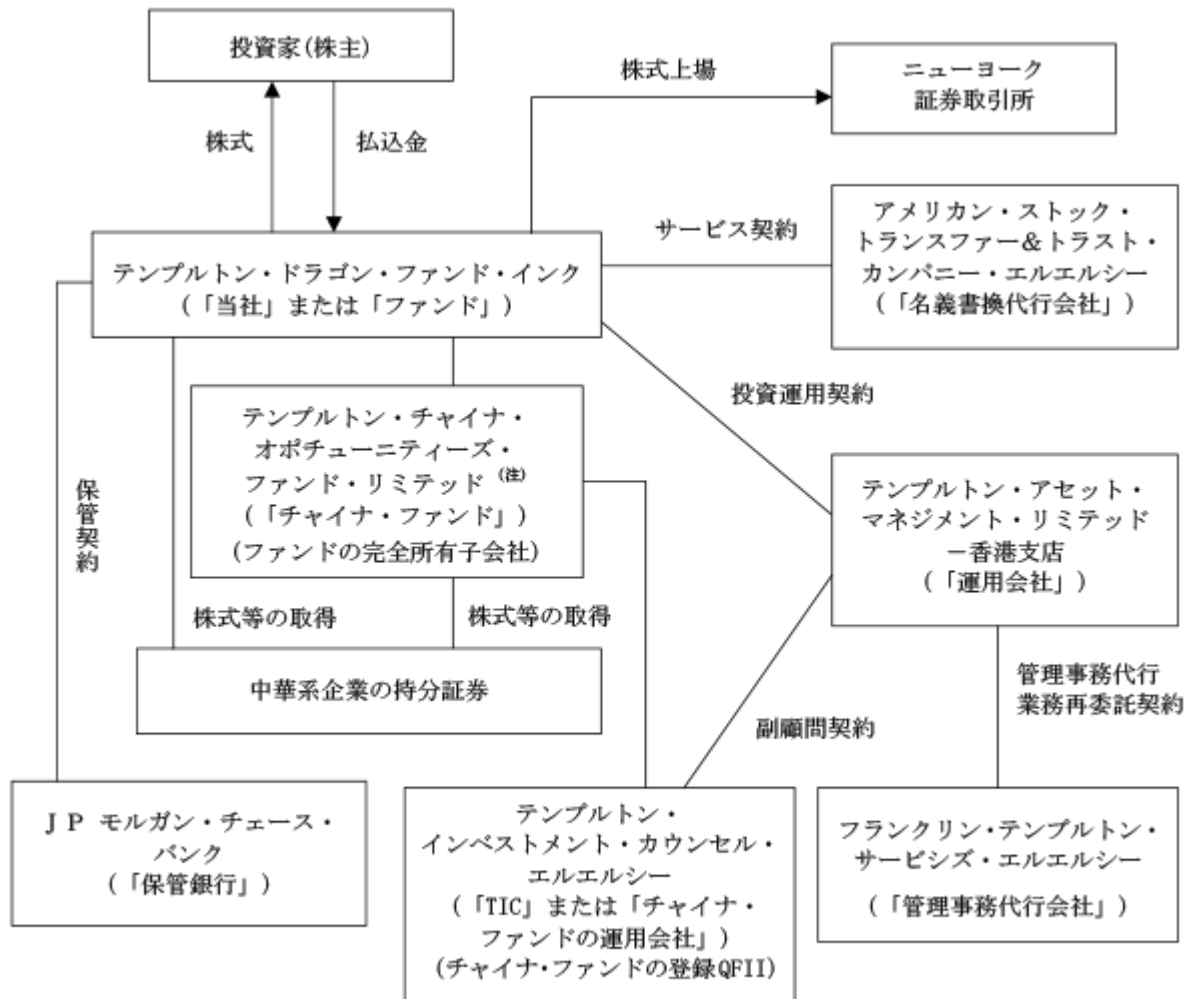 投資家(株主)
株式上場
ニューヨーク
証券取引所
株式
払込金
サービス契約
アメリカン・ストック・
トランスファー＆トラスト・
カンパニー・エルエルシー
(「名義書換代行会社」)
テンプルトン・ドラゴン・ファンド・インク
(「当社」または「ファンド」)
投資運用契約
テンプルトン・チャイナ・
オポチューニティーズ・
ファンド・リミテッド (注)
(「チャイナ・ファンド」)
(ファンドの完全所有子会社)
保管契約
テンプルトン・アセット・
マネジメント・リミテッド
－香港支店
(「運用会社」)
株式等の取得
株式等の取得
中華系企業の持分証券
管理事務代行
業務再委託契約
副顧問契約
ＪＰ モルガン・チェース・
バンク
(「保管銀行」)
テンプルトン・
インベストメント・カウンセル・
エルエルシー
(「TIC」または「チャイナ・
ファンドの運用会社」)
(チャイナ・ファンドの登録QFII)
フランクリン・テンプルトン・
サービシズ・エルエルシー
(「管理事務代行会社」)